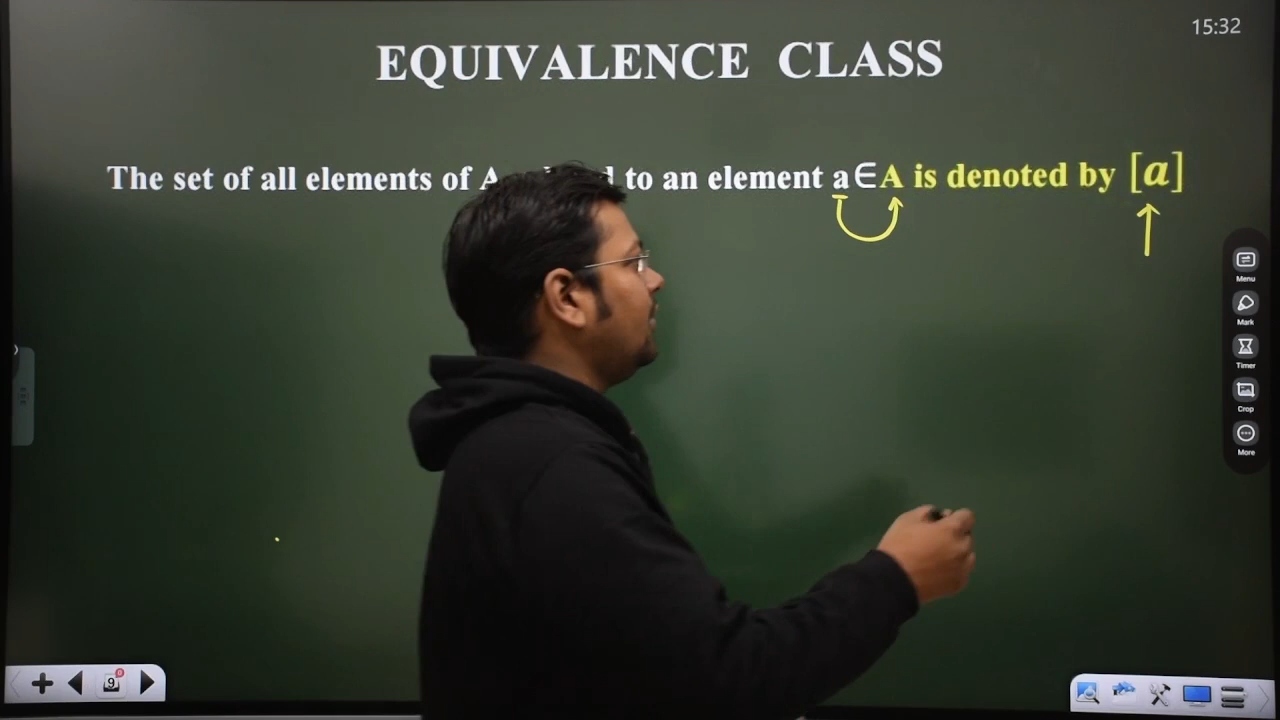 15:32
EQUIVALENCE CLASS
The set of all elements of A to an element a∈A is denoted by [a]
Menu
Mark
Timer
Crop
More
9